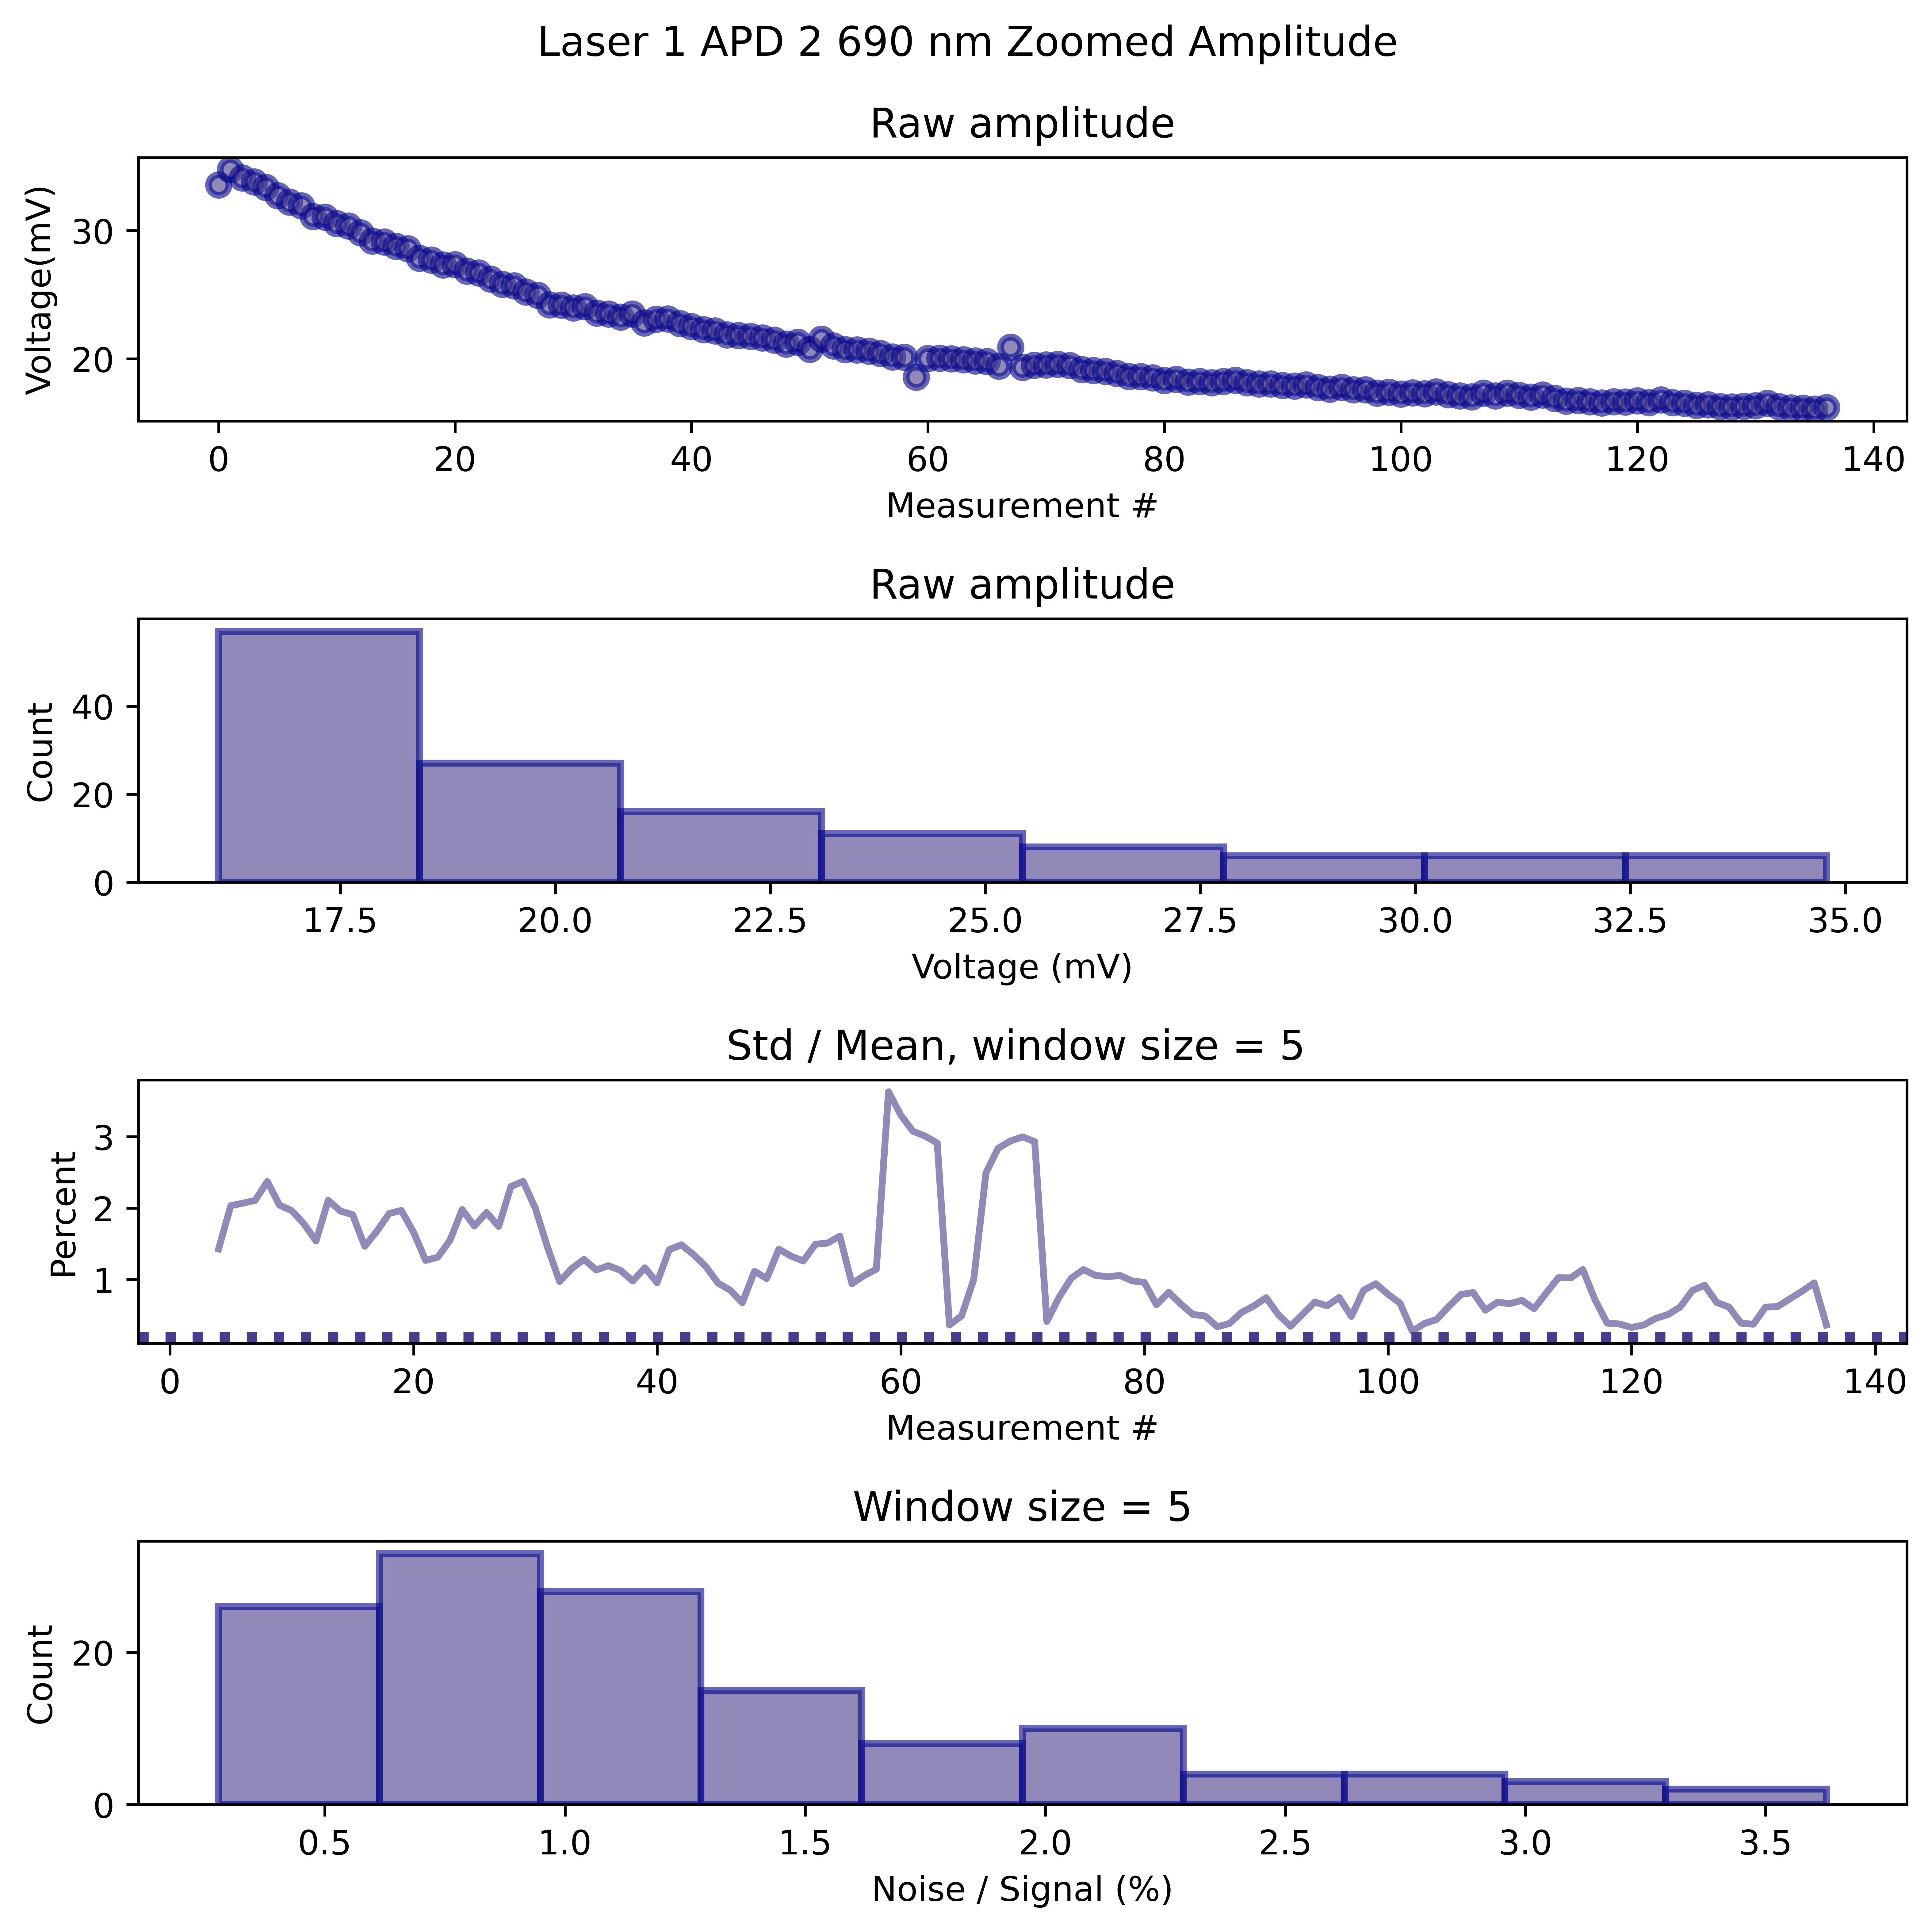 Laser 1 APD 2 690 nm Zoomed Amplitude
Raw amplitude
Voltage(mV)
30
20
0 20 40 60 80 100 120 140
Measurement #
Raw amplitude
Count
40
20
0
17.5 20.0 22.5 25.0 27.5 30.0 32.5 35.0
Voltage (mV)
Std / Mean, window size = 5
Percent
3
2
1
0 20 40 60 80 100 120 140
Measurement #
Window size = 5
Count
20
0
0.5 1.0 1.5 2.0 2.5 3.0 3.5
Noise / Signal (%)